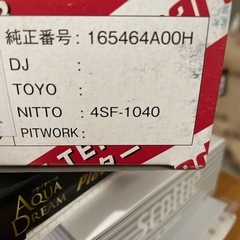 純正番号: 165464A00H
DJ :
TOYO :
NITTO : 4SF-1040
PITWORK :
AQUA
DREAM